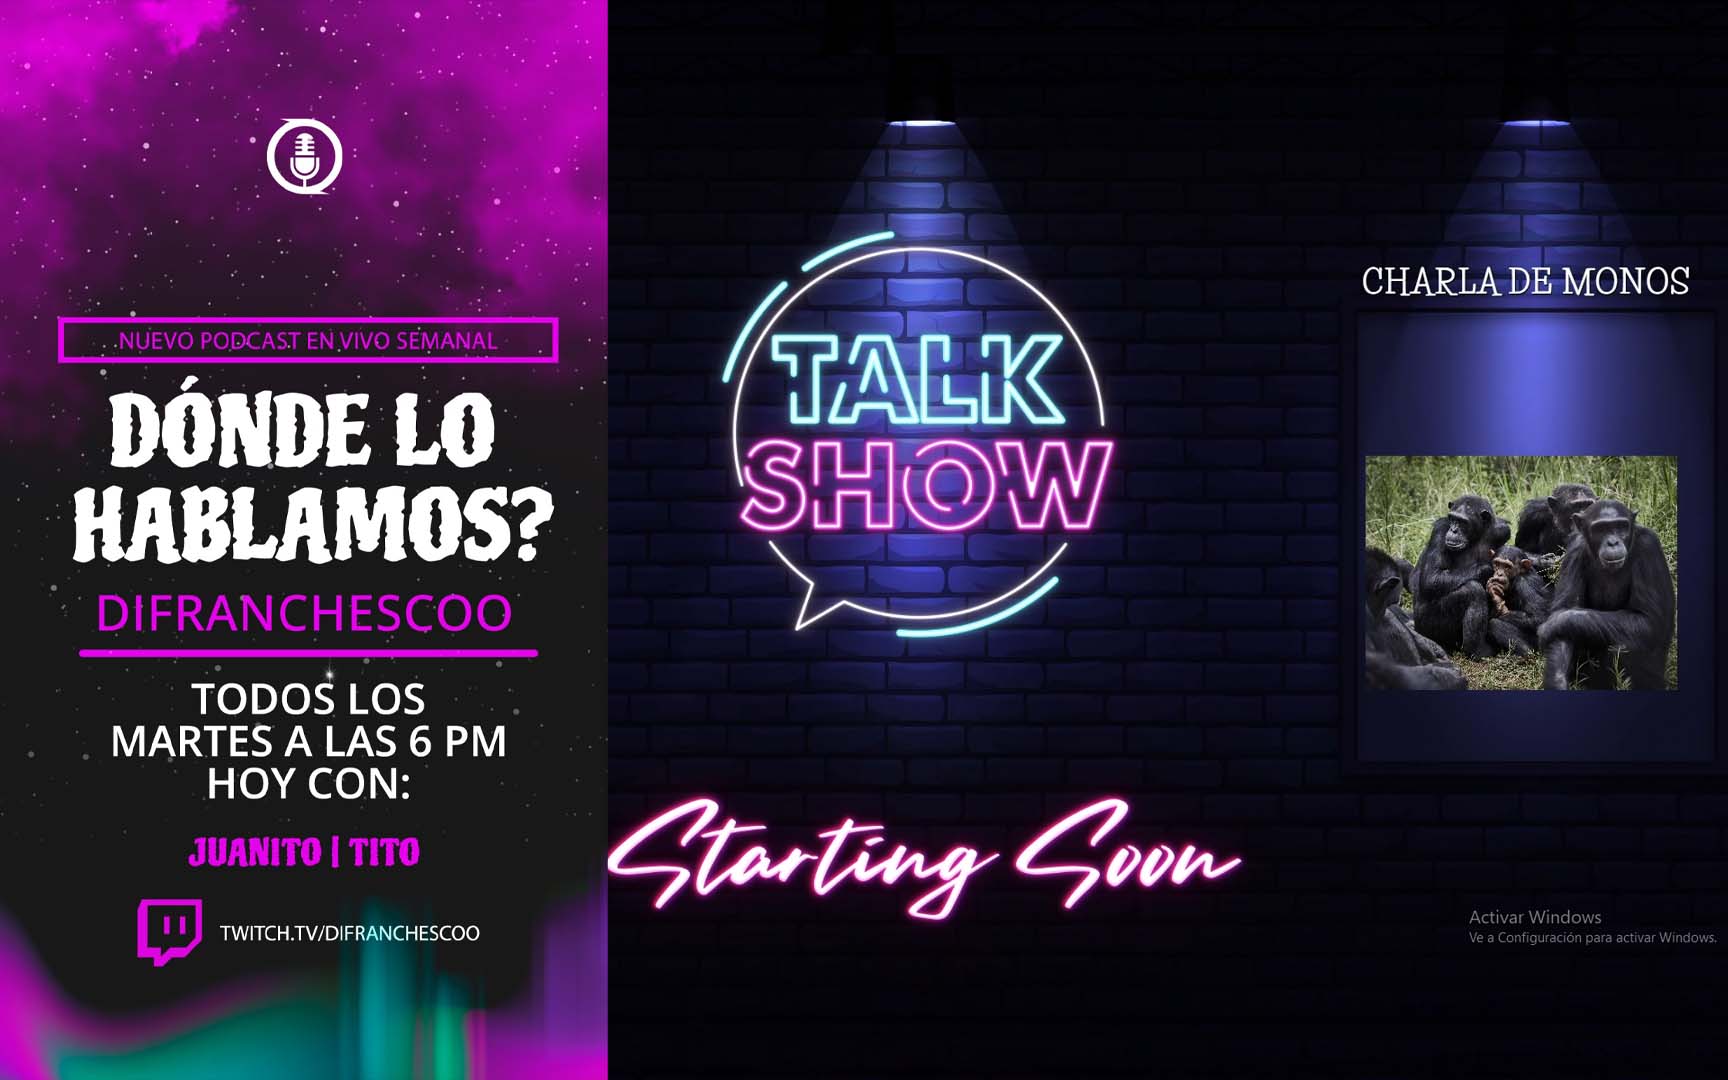 NUEVO PODCAST EN VIVO SEMANAL
DÓNDE LO
HABLAMOS?
DIFRANCHESCOO
TODOS LOS
MARTES A LAS 6 PM
HOY CON:
JUANITO | TITO
TWITCH.TV/DIFRANCHESCOO
TALK
SHOW
Starting Soon
CHARLA DE MONOS
Activar Windows
Ve a Configuración para activar Windows.